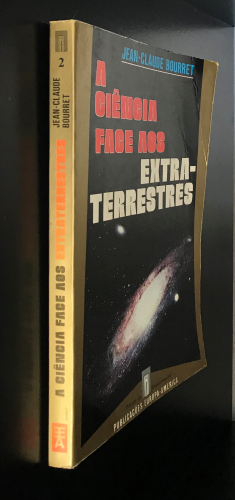 2
JEAN-CLAUDE
BOURRET
A CIÊNCIA FACE AOS EXTRATERRESTRES
JEAN-CLAUDE BOURRET
A
CIÊNCIA
FACE AOS
EXTRA-
TERRESTRES
PUBLICAÇÕES EUROPA-AMÉRICA